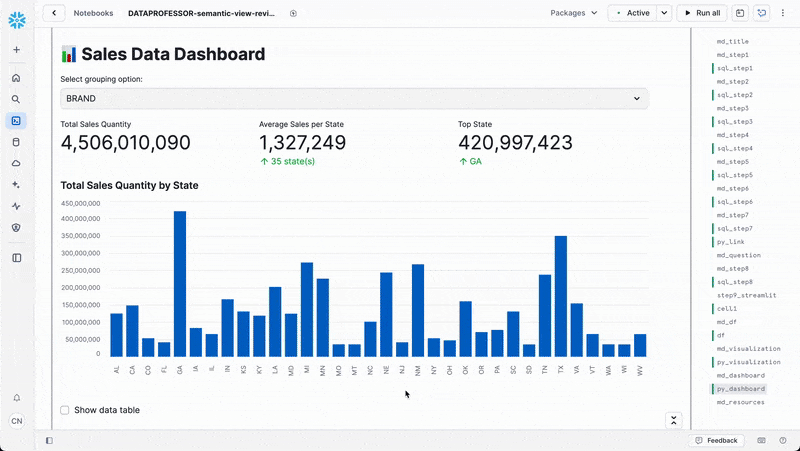 Notebooks DATAPROFESSOR-semantic-view-revi... Packages Active Run all
📊 Sales Data Dashboard
Select grouping option:
BRAND
Total Sales Quantity Average Sales per State Top State
4,506,010,090 1,327,249 420,997,423
↑ 35 state(s) ↑ GA
Total Sales Quantity by State
450,000,000
400,000,000
350,000,000
300,000,000
250,000,000
200,000,000
150,000,000
100,000,000
50,000,000
0
AL CA CO FL GA IA IL IN KS KY LA MD MI MN MO MT NC NE NJ NM NY OH OK OR PA SC SD TN TX VA VT WA WI WV
Show data table
md_title
md_step1
sql_step1
md_step2
sql_step2
md_step3
sql_step3
md_step4
sql_step4
md_step5
sql_step5
md_step6
sql_step6
md_step7
sql_step7
py_link
md_question
md_step8
sql_step8
step9_streamlit
cell1
md_df
df
md_visualization
py_visualization
md_dashboard
py_dashboard
md_resources
CN
Feedback